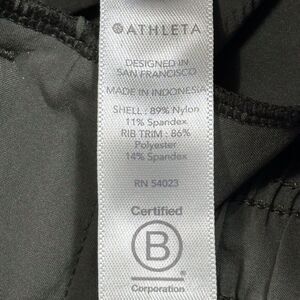 ATHLETA
DESIGNED IN
SAN FRANCISCO
MADE IN INDONESIA
SHELL : 89% Nylon
11% Spandex
RIB TRIM : 86%
Polyester
14% Spandex
RN 54023
Certified
B
Corporation